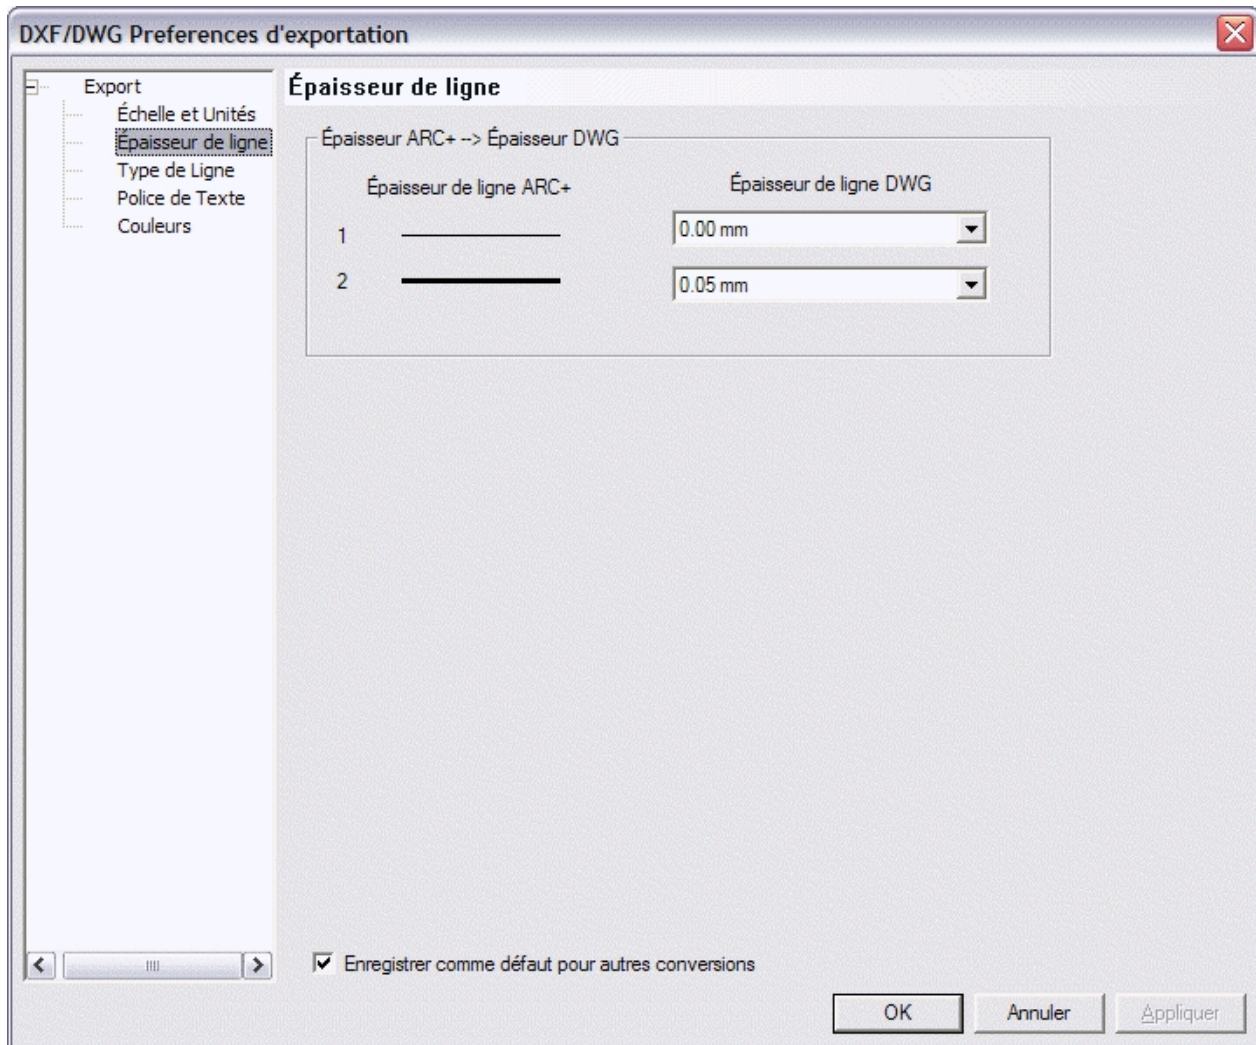 DXF/DWG Preferences d'exportation
Export
Échelle et Unités
Épaisseur de ligne
Type de Ligne
Police de Texte
Couleurs
Épaisseur de ligne
Épaisseur ARC+ --> Épaisseur DWG
Épaisseur de ligne ARC+
Épaisseur de ligne DWG
1
0.00 mm
2
0.05 mm
Enregistrer comme défaut pour autres conversions
OK
Annuler
Appliquer